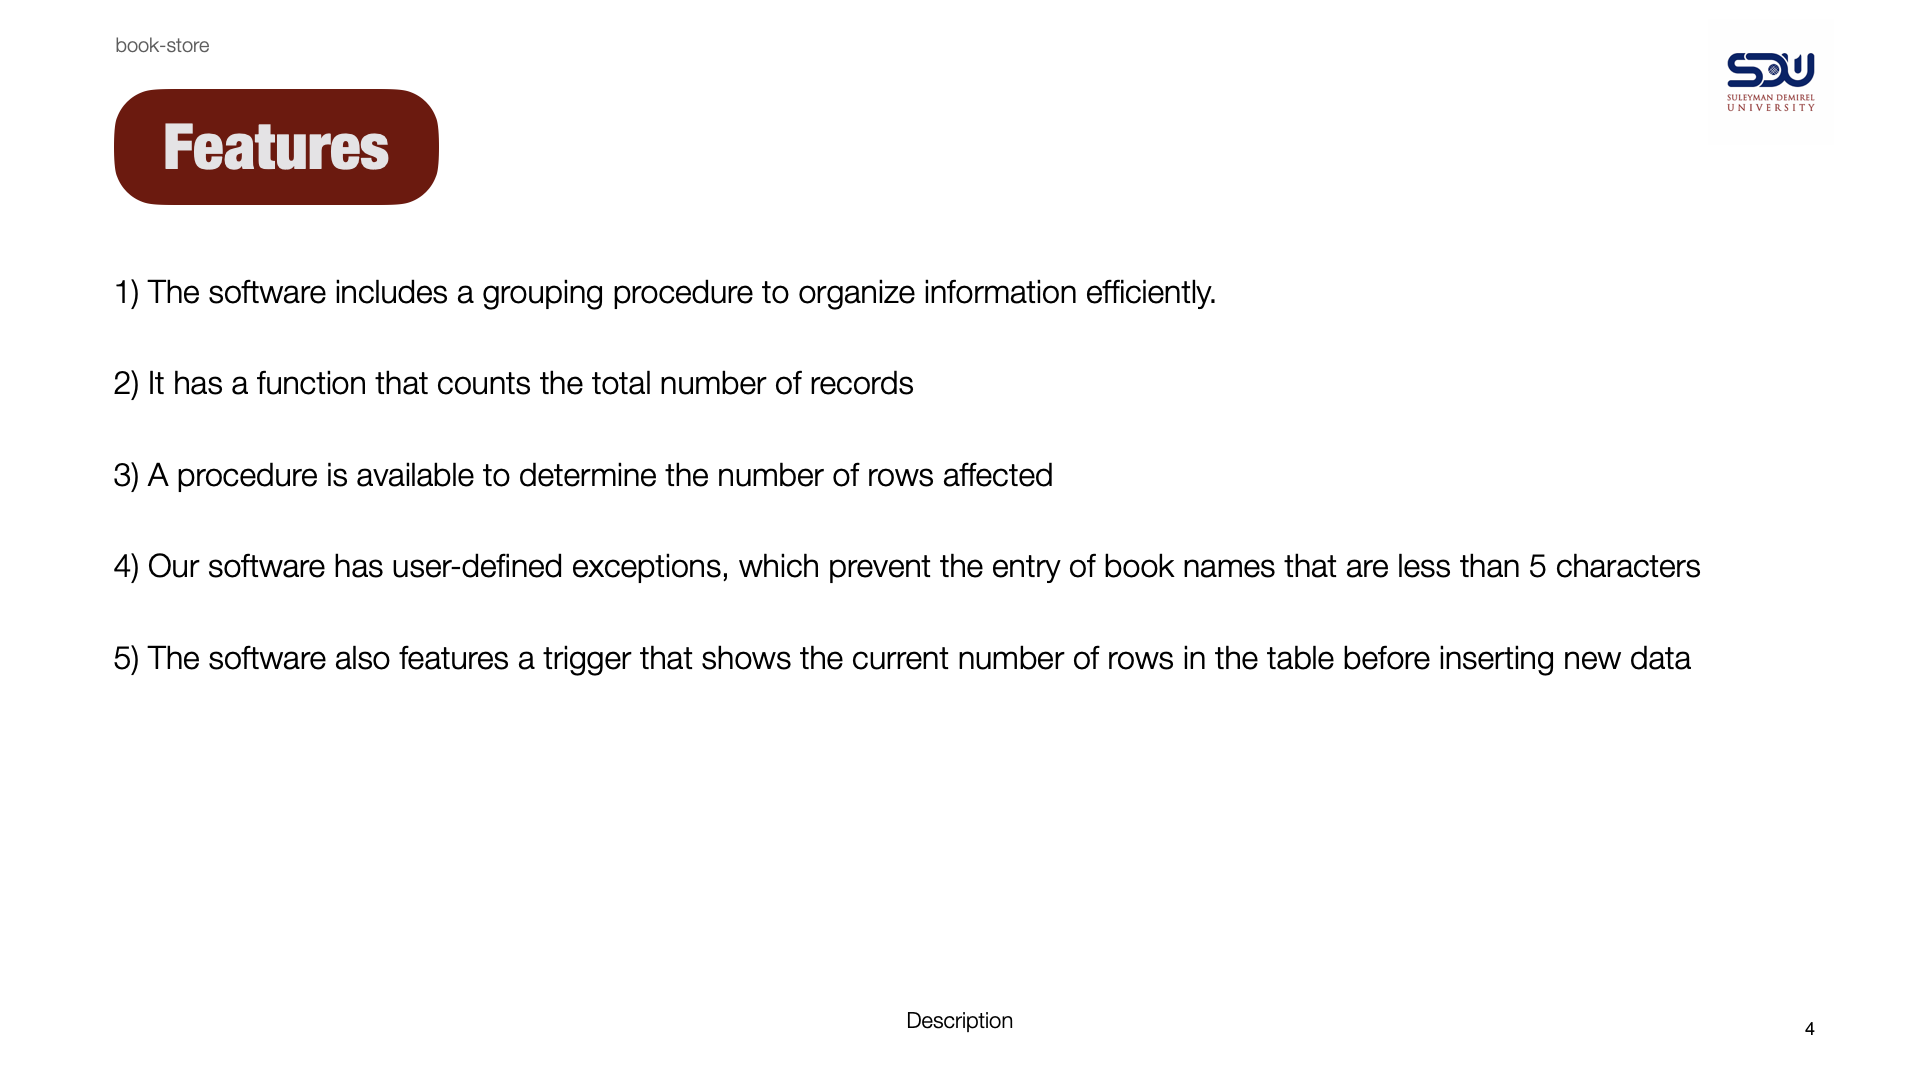 book-store
SDU
SULEYMAN DEMIREL
UNIVERSITY
Features
1) The software includes a grouping procedure to organize information efficiently.
2) It has a function that counts the total number of records
3) A procedure is available to determine the number of rows affected
4) Our software has user-defined exceptions, which prevent the entry of book names that are less than 5 characters
5) The software also features a trigger that shows the current number of rows in the table before inserting new data
Description
4